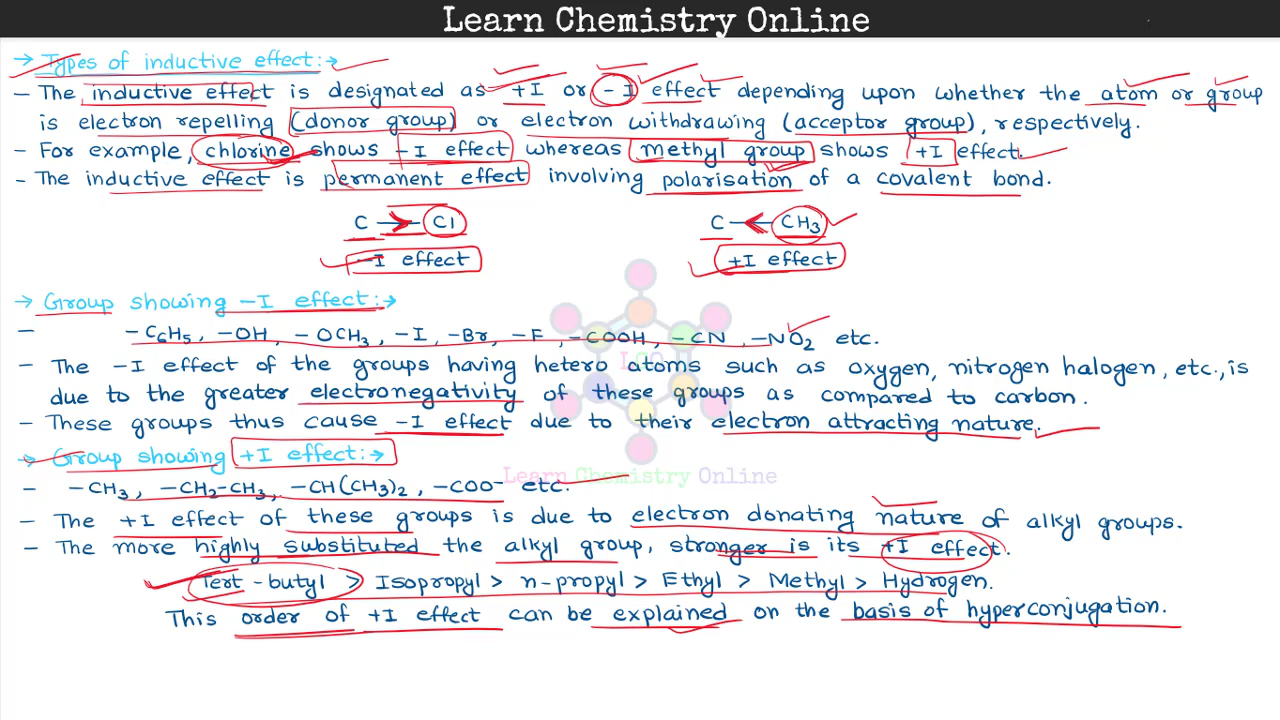 Learn Chemistry Online
→ Types of inductive effect:→
- The inductive effect is designated as +I or -I effect depending upon whether the atom or group
is electron repelling (donor group) or electron withdrawing (acceptor group), respectively.
- For example, chlorine shows -I effect whereas methyl group shows +I effect.
- The inductive effect is permanent effect involving polarisation of a covalent bond.
C Cl C CH3
-I effect +I effect
→ Group showing -I effect:→
- -C6H5, -OH, -OCH3, -I, -Br, -F, -COOH, -CN, -NO2 etc.
- The -I effect of the groups having hetero atoms such as oxygen, nitrogen halogen, etc., is
due to the greater electronegativity of these groups as compared to carbon.
- These groups thus cause -I effect due to their electron attracting nature.
→ Group showing +I effect:→
LCO
Learn Chemistry Online
- -CH3, -CH2-CH3, -CH(CH3)2, -COO- etc.
- The +I effect of these groups is due to electron donating nature of alkyl groups.
- The more highly substituted the alkyl group, stronger is its +I effect.
Tert-butyl > Isopropyl > n-propyl > Ethyl > Methyl > Hydrogen.
This order of +I effect can be explained on the basis of hyperconjugation.